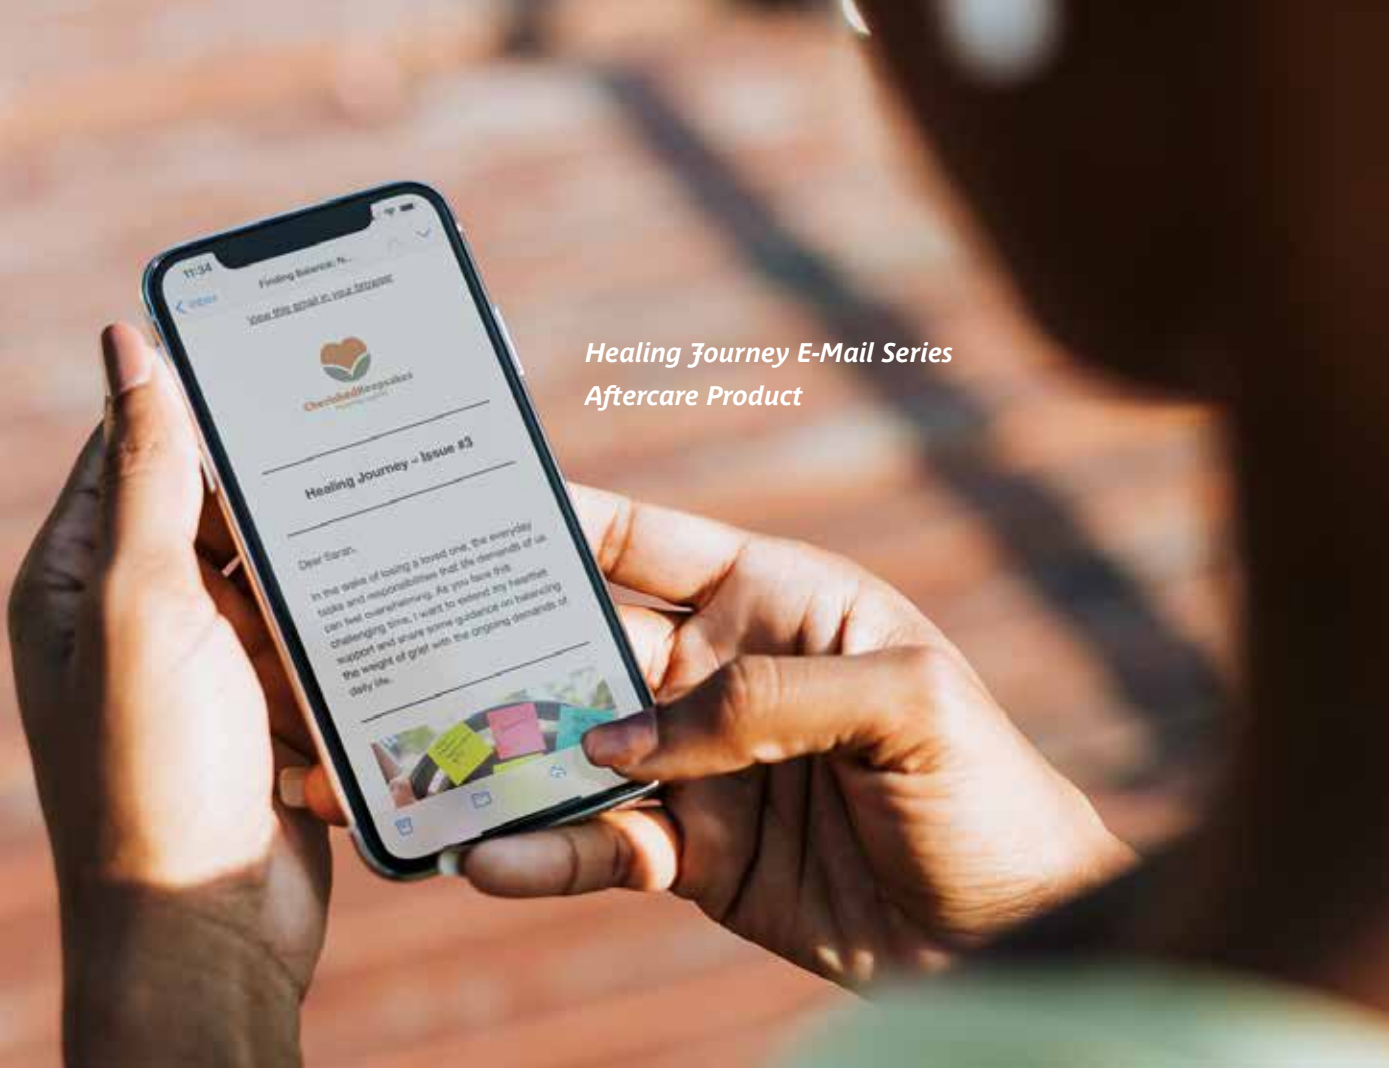 11:34
Finding Balance: N...
Inbox
View this email in your browser
CherishedKeepsakes
Healing Journey – Issue #3
Dear Sarah,
In the wake of losing a loved one, the everyday
tasks and responsibilities that life demands of us
can feel overwhelming. As you face this
challenging time, I want to extend my heartfelt
support and share some guidance on balancing
the weight of grief with the ongoing demands of
daily life.
Healing Journey E-Mail Series
Aftercare Product